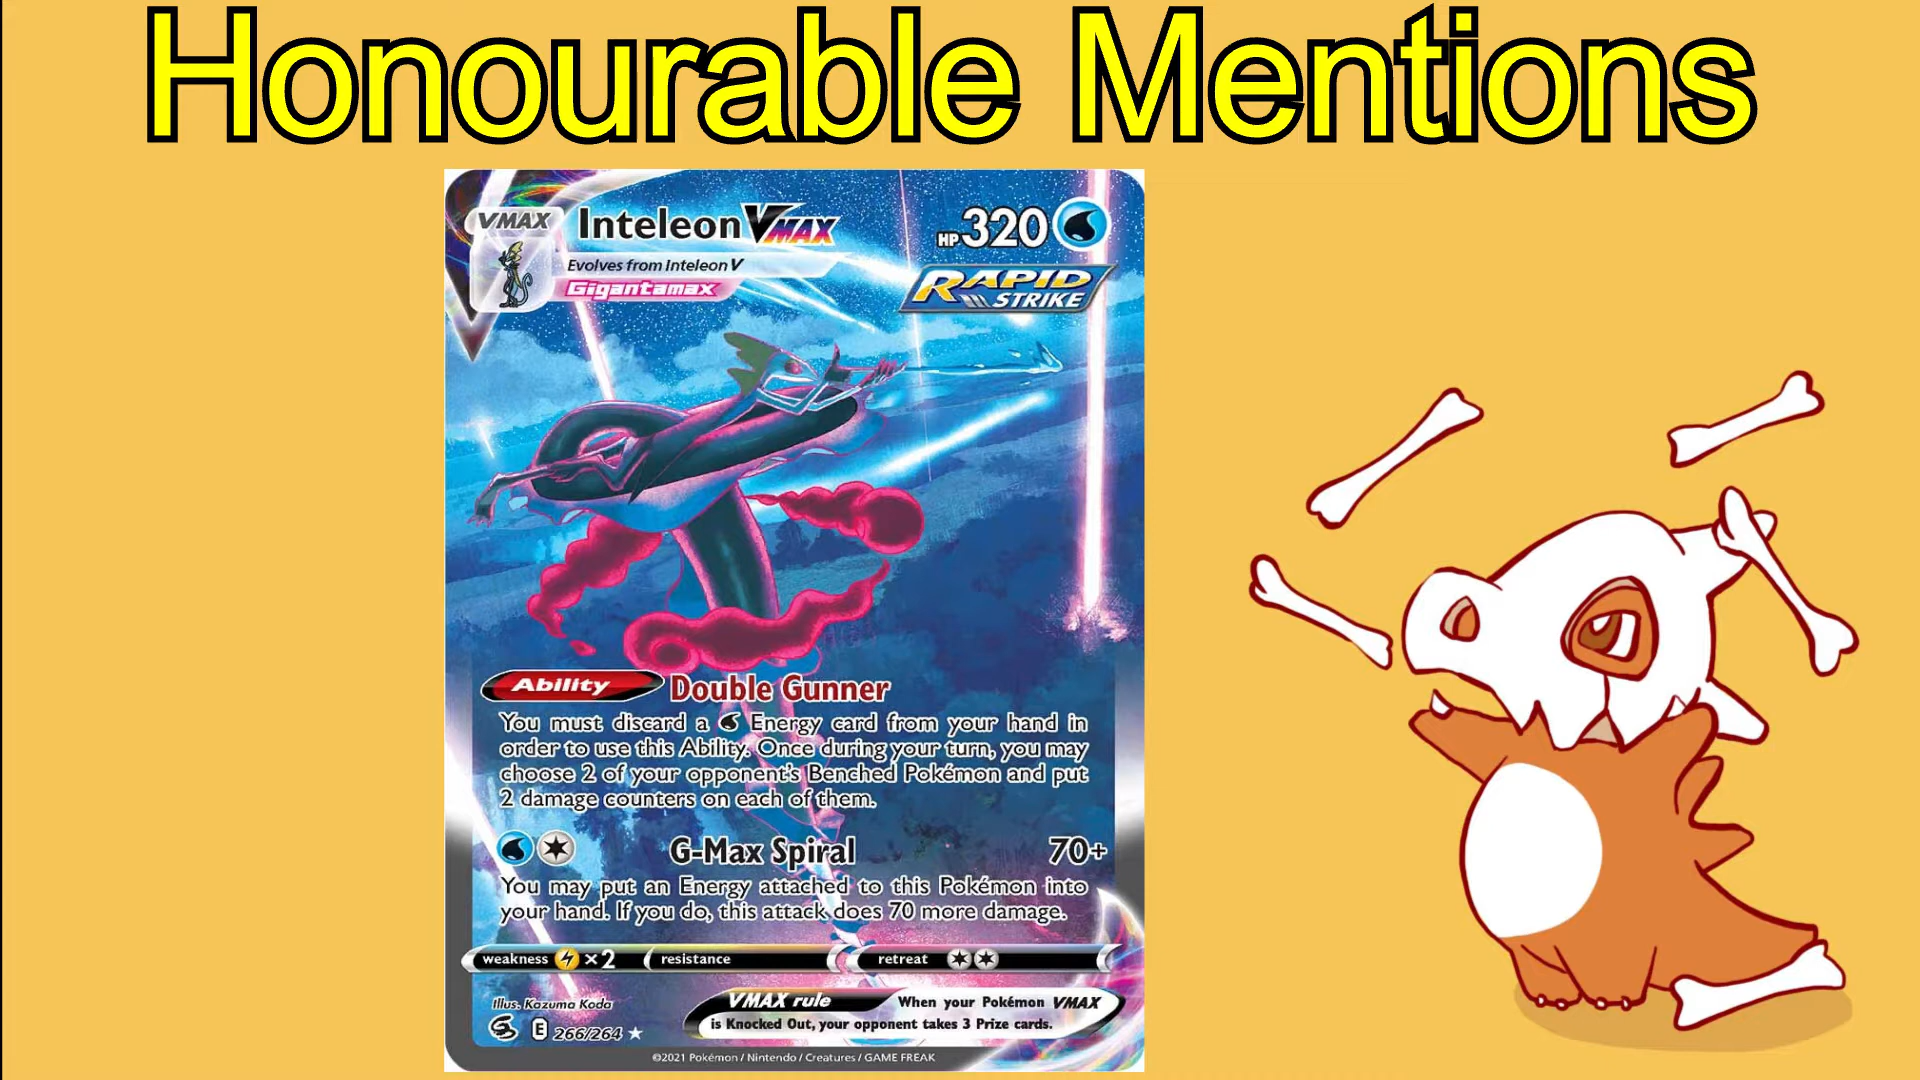 Honourable Mentions
VMAX
Inteleon VMAX
HP 320
Evolves from Inteleon V
Gigantamax
RAPID
STRIKE
Ability Double Gunner
You must discard a Energy card from your hand in
order to use this Ability. Once during your turn, you may
choose 2 of your opponent's Benched Pokémon and put
2 damage counters on each of them.
G-Max Spiral 70+
You may put an Energy attached to this Pokémon into
your hand. If you do, this attack does 70 more damage.
weakness ×2 resistance retreat
Illus. Kazuma Koda
VMAX rule When your Pokémon VMAX
is Knocked Out, your opponent takes 3 Prize cards.
E 266/264
©2021 Pokémon / Nintendo / Creatures / GAME FREAK